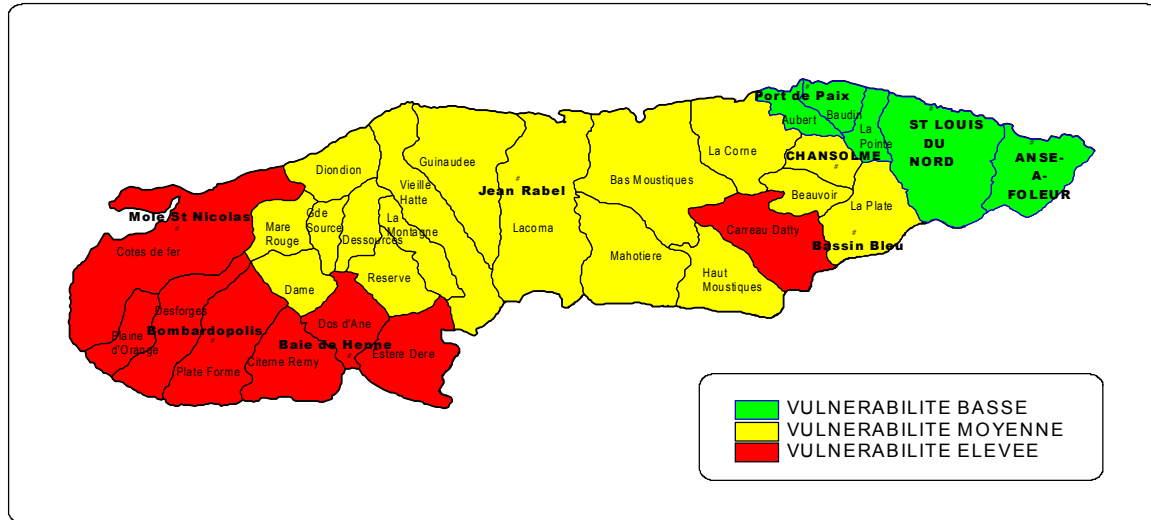 Port de Paix
Aubert
Baudin
La
Pointe
ST LOUIS
DU
NORD
ANSE-
A-
FOLEUR
La Corne
CHANSOLME
Beauvoir
La Plate
Bassin Bleu
Carreau Datty
Bas Moustiques
Mahotiere
Haut
Moustiques
Guinaudee
Jean Rabel
Lacoma
Diondion
Vieille
Hatte
La
Montagne
Gde
Source
Dessources
Mare
Rouge
Reserve
Dame
Mole St Nicolas
Cotes de fer
Desforges
Bombardopolis
Plaine
d'Orange
Plate Forme
Dos d'Ane
Baie de Henne
Citerne Remy
Estere Dere
VULNERABILITE BASSE
VULNERABILITE MOYENNE
VULNERABILITE ELEVEE